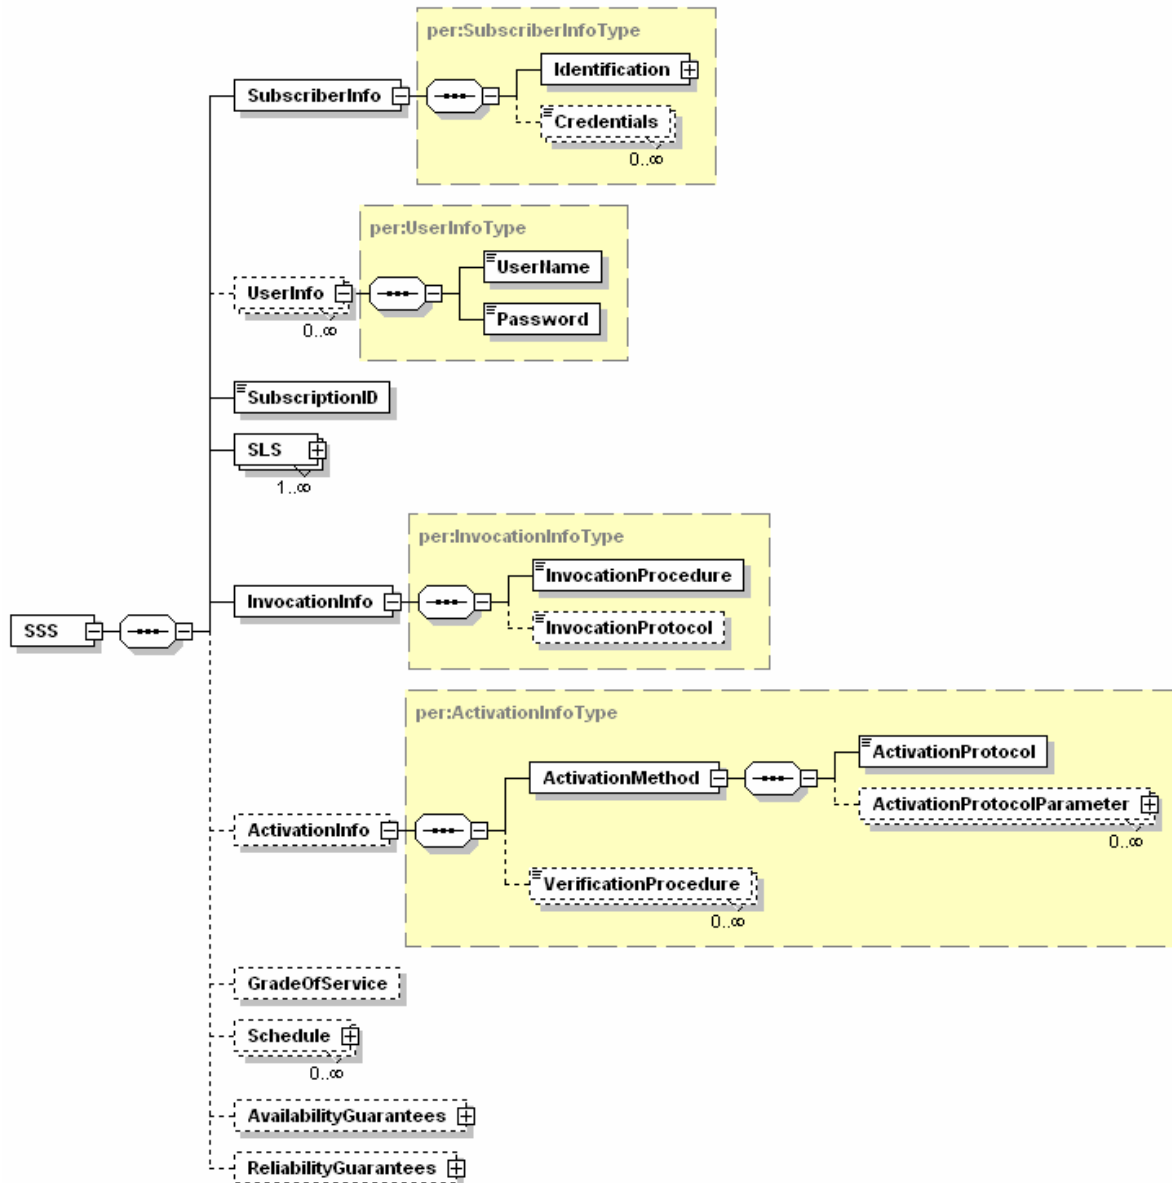 per:SubscriberInfoType
SubscriberInfo
Identification
Credentials
0..∞
per:UserInfoType
UserInfo
0..∞
UserName
Password
SubscriptionID
SLS
1..∞
per:InvocationInfoType
InvocationInfo
InvocationProcedure
InvocationProtocol
SSS
per:ActivationInfoType
ActivationInfo
ActivationMethod
ActivationProtocol
ActivationProtocolParameter
0..∞
VerificationProcedure
0..∞
GradeOfService
Schedule
0..∞
AvailabilityGuarantees
ReliabilityGuarantees